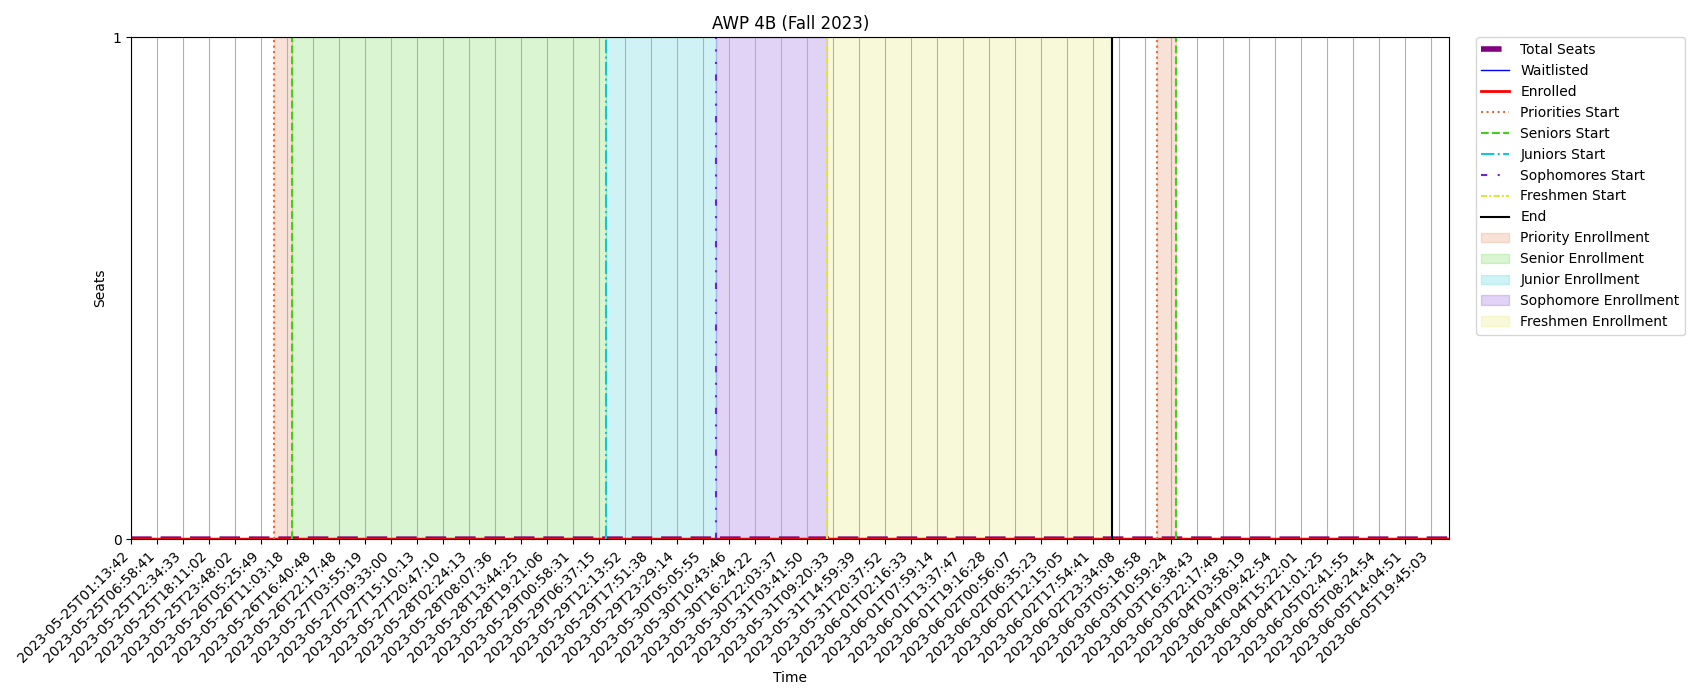 AWP 4B (Fall 2023)
1
0
Seats
2023-05-25T01:13:42
2023-05-25T06:58:41
2023-05-25T12:34:33
2023-05-25T18:11:02
2023-05-25T23:48:02
2023-05-26T05:25:49
2023-05-26T11:03:18
2023-05-26T16:40:48
2023-05-26T22:17:48
2023-05-27T03:55:19
2023-05-27T09:33:00
2023-05-27T15:10:13
2023-05-27T20:47:10
2023-05-28T02:24:13
2023-05-28T08:07:36
2023-05-28T13:44:25
2023-05-28T19:21:06
2023-05-29T00:58:31
2023-05-29T06:37:15
2023-05-29T12:13:52
2023-05-29T17:51:38
2023-05-29T23:29:14
2023-05-30T05:05:55
2023-05-30T10:43:46
2023-05-30T16:24:22
2023-05-30T22:03:37
2023-05-31T03:41:50
2023-05-31T09:20:33
2023-05-31T14:59:39
2023-05-31T20:37:52
2023-06-01T02:16:33
2023-06-01T07:59:14
2023-06-01T13:37:47
2023-06-01T19:16:28
2023-06-02T00:56:07
2023-06-02T06:35:23
2023-06-02T12:15:05
2023-06-02T17:54:41
2023-06-02T23:34:08
2023-06-03T05:18:58
2023-06-03T10:59:24
2023-06-03T16:38:43
2023-06-03T22:17:49
2023-06-04T03:58:19
2023-06-04T09:42:54
2023-06-04T15:22:01
2023-06-04T21:01:25
2023-06-05T02:41:55
2023-06-05T08:24:54
2023-06-05T14:04:51
2023-06-05T19:45:03
Time
Total Seats
Waitlisted
Enrolled
Priorities Start
Seniors Start
Juniors Start
Sophomores Start
Freshmen Start
End
Priority Enrollment
Senior Enrollment
Junior Enrollment
Sophomore Enrollment
Freshmen Enrollment